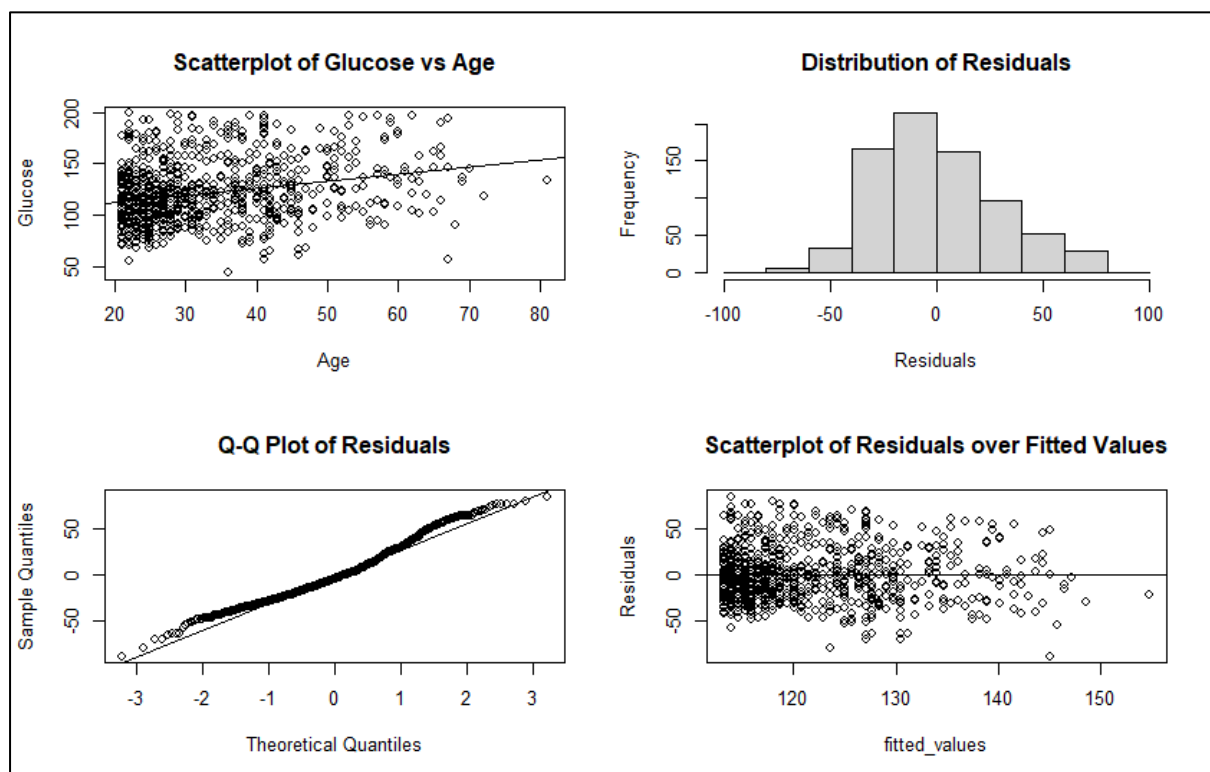 Scatterplot of Glucose vs Age
Glucose
200
150
100
50
20 30 40 50 60 70 80
Age
Distribution of Residuals
Frequency
150
50
0
-100 -50 0 50 100
Residuals
Q-Q Plot of Residuals
Sample Quantiles
50
0
-50
-3 -2 -1 0 1 2 3
Theoretical Quantiles
Scatterplot of Residuals over Fitted Values
Residuals
50
0
-50
120 130 140 150
fitted_values